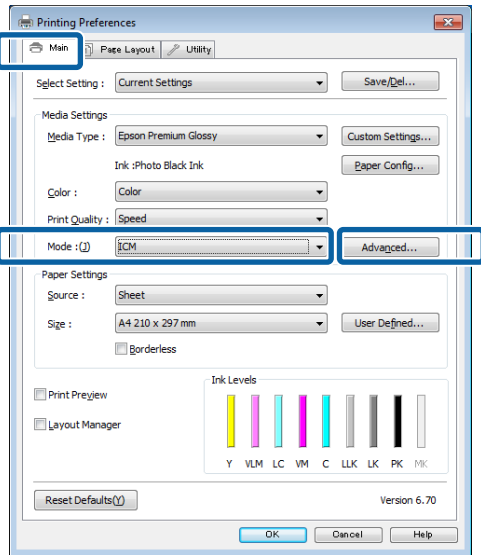 Printing Preferences
Main Page Layout Utility
Select Setting : Current Settings Save/Del...
Media Settings
Media Type : Epson Premium Glossy Custom Settings...
Ink :Photo Black Ink Paper Config...
Color : Color
Print Quality : Speed
Mode :(J) ICM Advanced...
Paper Settings
Source : Sheet
Size : A4 210 x 297 mm User Defined...
Borderless
Ink Levels
Print Preview
Layout Manager
Y VLM LC VM C LLK LK PK MK
Reset Defaults(Y) Version 6.70
OK Cancel Help